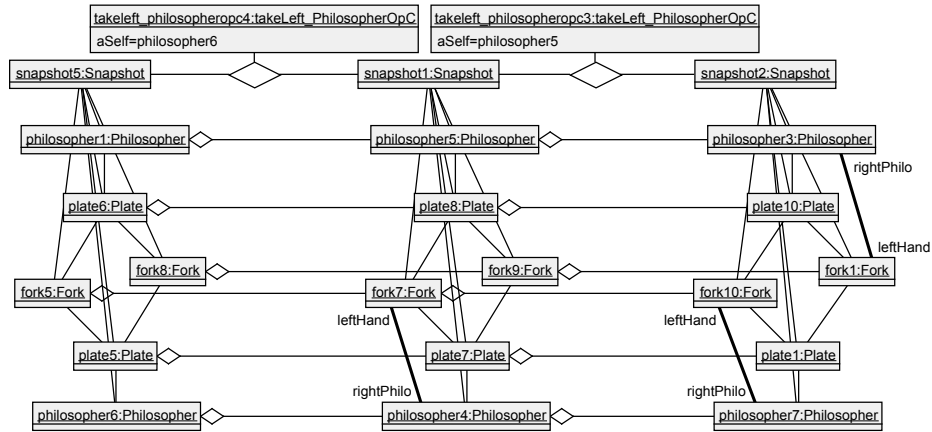 takeleft_philosopheropc4:takeLeft_PhilosopherOpC
aSelf=philosopher6
takeleft_philosopheropc3:takeLeft_PhilosopherOpC
aSelf=philosopher5
snapshot5:Snapshot
snapshot1:Snapshot
snapshot2:Snapshot
philosopher1:Philosopher
philosopher5:Philosopher
philosopher3:Philosopher
rightPhilo
plate6:Plate
plate8:Plate
plate10:Plate
leftHand
fork8:Fork
fork9:Fork
fork1:Fork
fork5:Fork
fork7:Fork
fork10:Fork
leftHand
leftHand
plate5:Plate
plate7:Plate
plate1:Plate
rightPhilo
rightPhilo
philosopher6:Philosopher
philosopher4:Philosopher
philosopher7:Philosopher